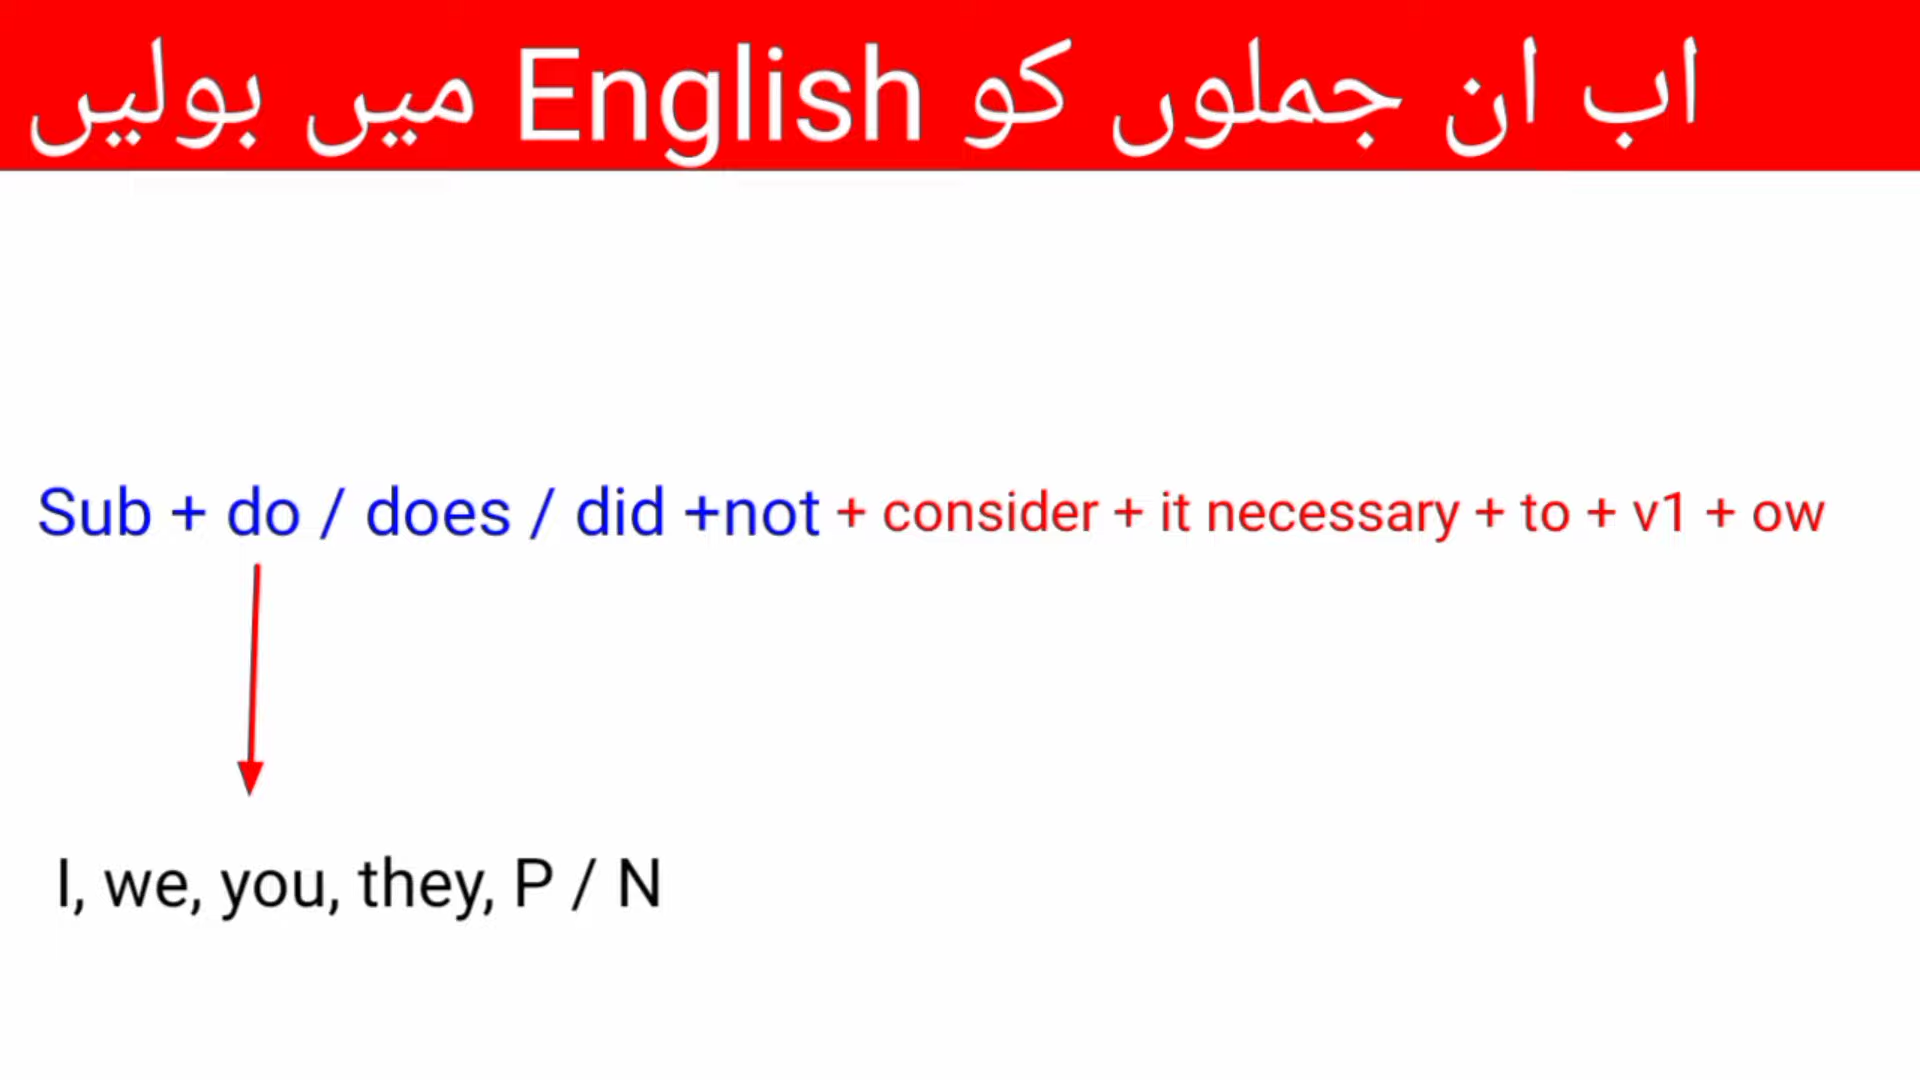 اب ان جملوں کو English میں بولیں
Sub + do / does / did +not + consider + it necessary + to + v1 + ow
I, we, you, they, P / N